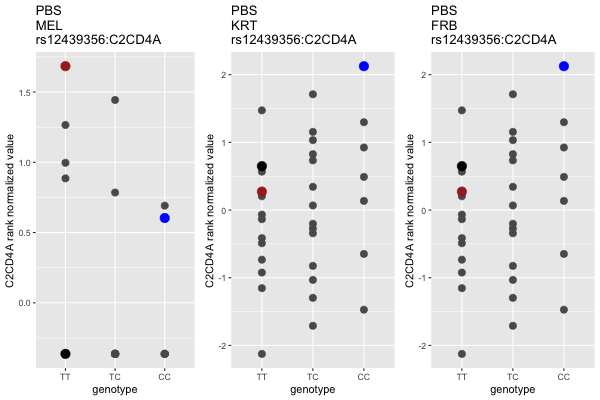 PBS
MEL
rs12439356:C2CD4A
C2CD4A rank normalized value
1.5
1.0
0.5
0.0
TT TC CC
genotype
PBS
KRT
rs12439356:C2CD4A
C2CD4A rank normalized value
2
1
0
-1
-2
TT TC CC
genotype
PBS
FRB
rs12439356:C2CD4A
C2CD4A rank normalized value
2
1
0
-1
-2
TT TC CC
genotype